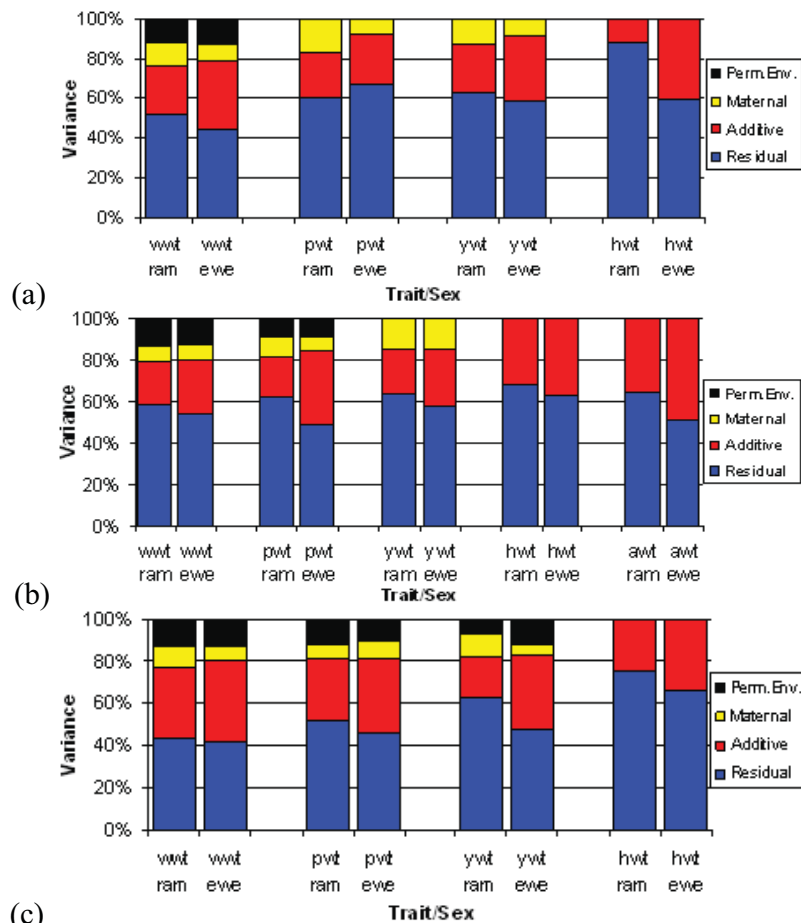 100%
80%
60%
40%
20%
0%
Variance
Perm.Env.
Maternal
Additive
Residual
wwt wwt pwt pwt ywt ywt hwt hwt
ram ewe ram ewe ram ewe ram ewe
Trait/Sex
(a)
100%
80%
60%
40%
20%
0%
Variance
Perm.Env.
Maternal
Additive
Residual
wwt wwt pwt pwt ywt ywt hwt hwt awt awt
ram ewe ram ewe ram ewe ram ewe ram ewe
Trait/Sex
(b)
100%
80%
60%
40%
20%
0%
Variance
Perm.Env.
Maternal
Additive
Residual
wwt wwt pwt pwt ywt ywt hwt hwt
ram ewe ram ewe ram ewe ram ewe
Trait/Sex
(c)